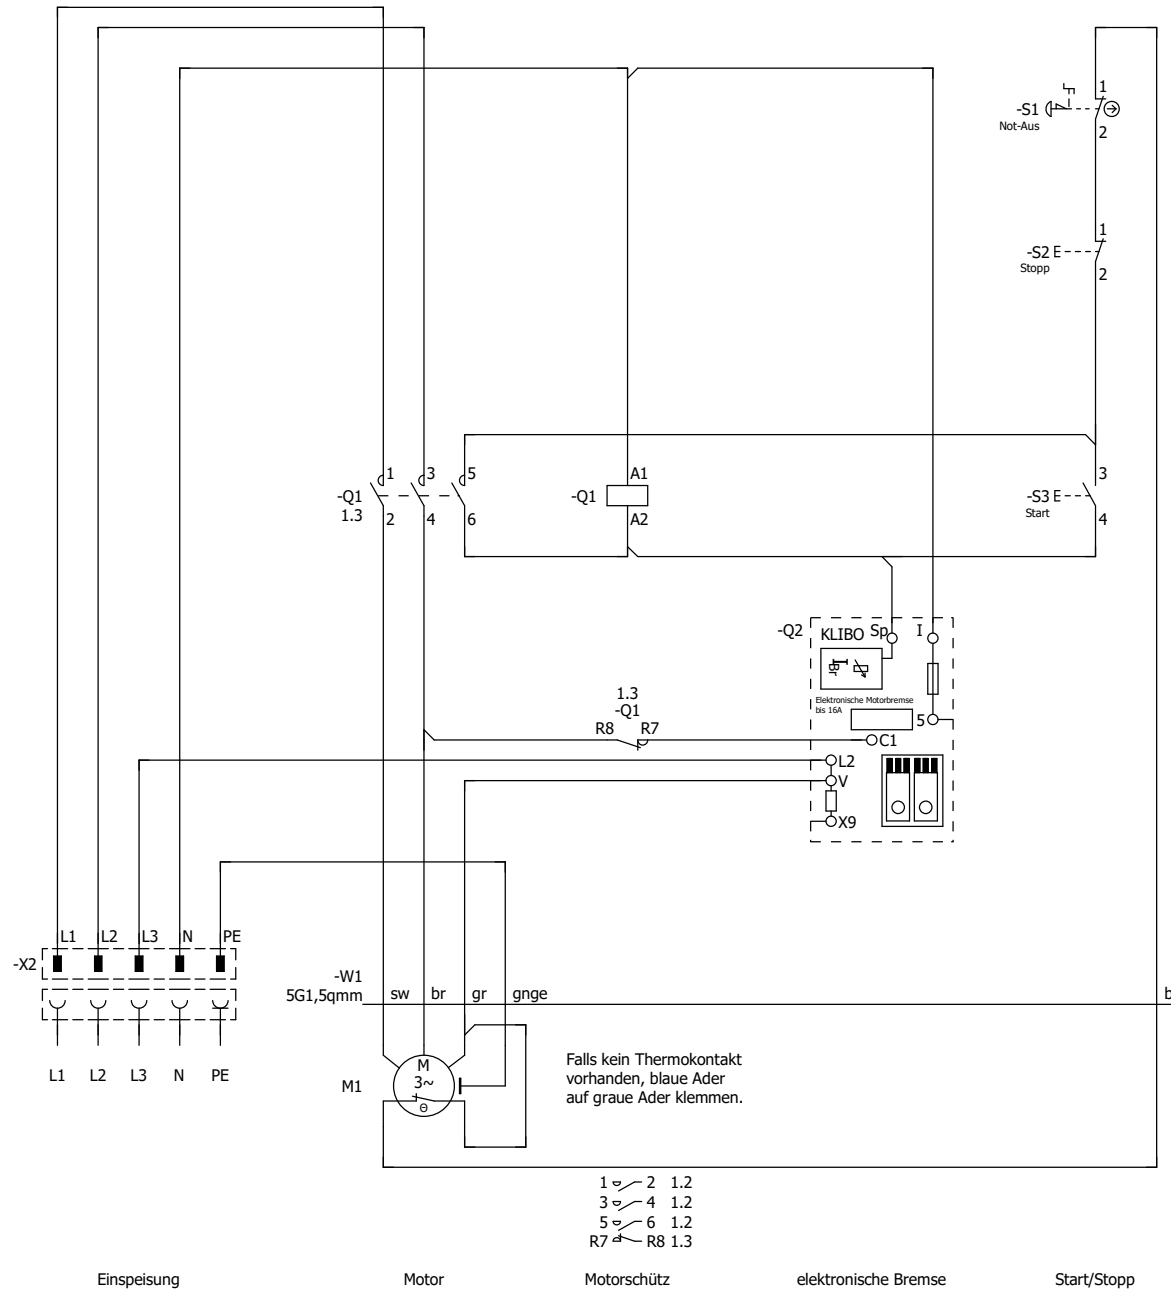 1
-S1
Not-Aus
2
1
-S2 E
Stopp
2
1 3 5
-Q1
1.3
2 4 6
A1
-Q1
A2
3
-S3 E
Start
4
-Q2 KLIBO Sp I
IBr
Elektronische Motorbremse
bis 16A
5
1.3
-Q1
R8 R7
C1
L2
V
X9
L1 L2 L3 N PE
-X2
-W1
5G1,5qmm sw br gr gnge b
L1 L2 L3 N PE
M1
M
3~
Θ
Falls kein Thermokontakt
vorhanden, blaue Ader
auf graue Ader klemmen.
1 2 1.2
3 4 1.2
5 6 1.2
R7 R8 1.3
Einspeisung Motor Motorschütz elektronische Bremse Start/Stopp